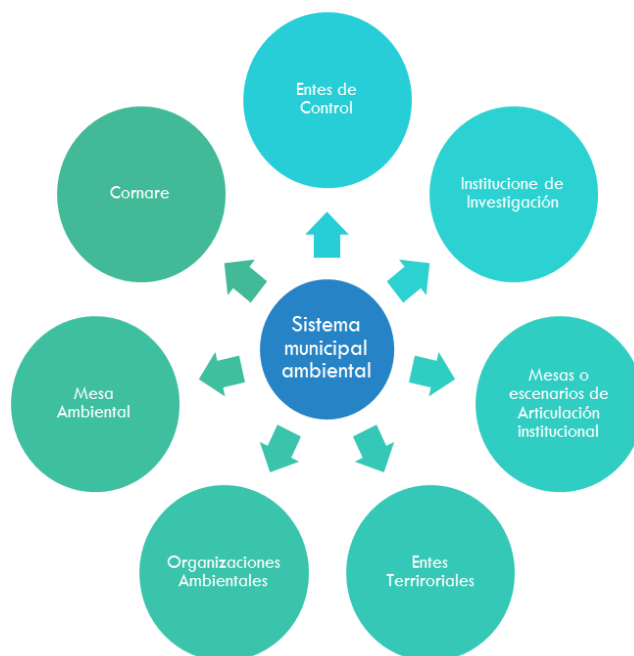 Entes de
Control
Institucione de
Investigación
Mesas o
escenarios de
Articulación
institucional
Entes
Terriroriales
Organizaciones
Ambientales
Mesa
Ambiental
Cornare
Sistema
municipal
ambiental